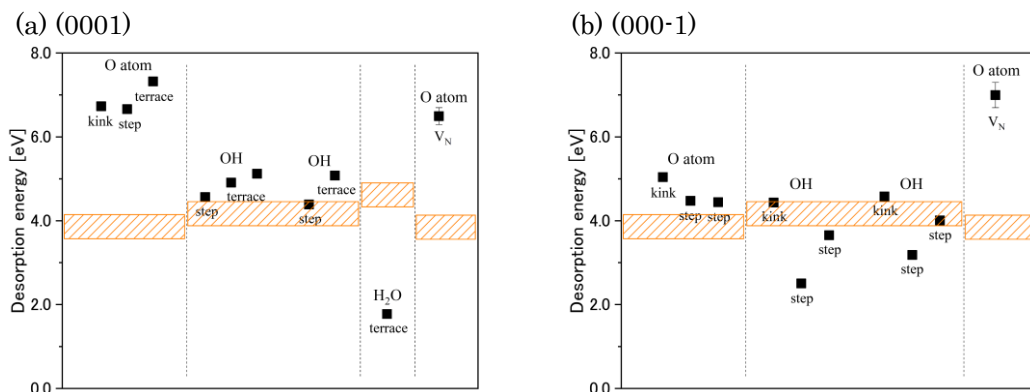 (a) (0001)
8.0
6.0
4.0
2.0
0.0
Desorption energy [eV]
O atom
kink
step
terrace
OH
step
terrace
OH
step
terrace
H₂O
terrace
O atom
V_N
(b) (000-1)
8.0
6.0
4.0
2.0
0.0
Desorption energy [eV]
O atom
kink
step
step
OH
kink
step
step
OH
kink
step
step
O atom
V_N